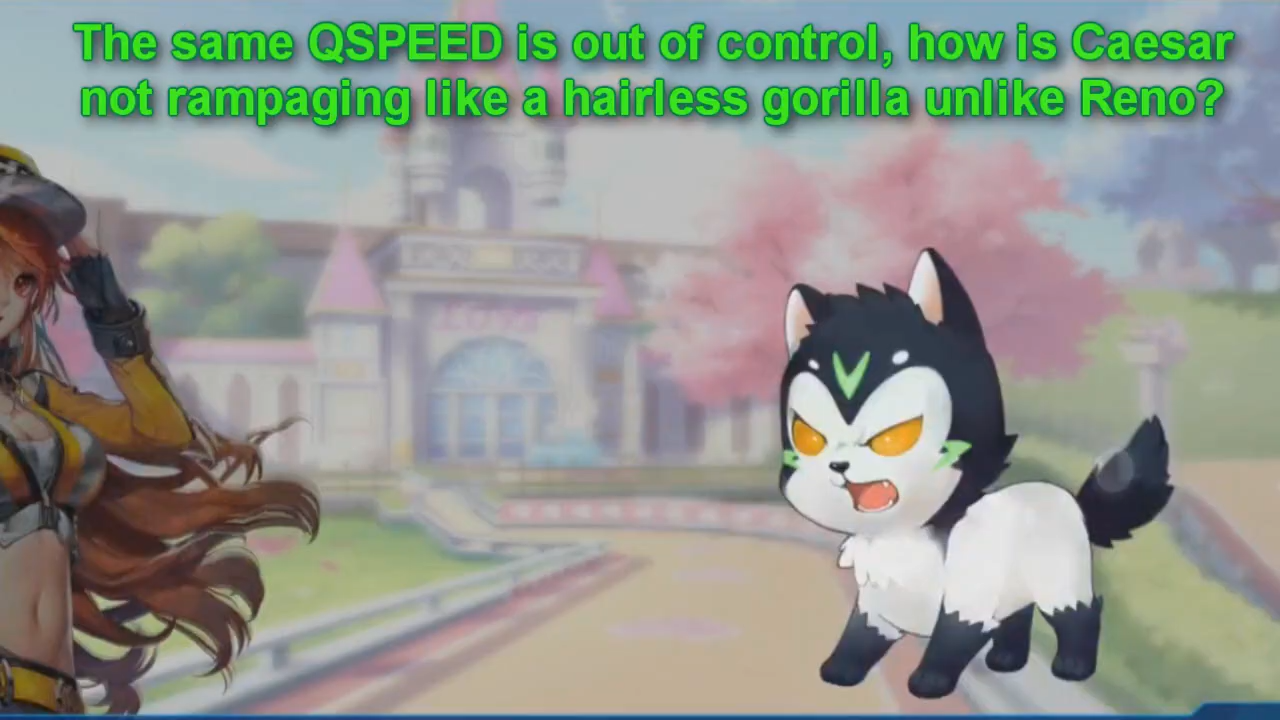 The same QSPEED is out of control, how is Caesar
not rampaging like a hairless gorilla unlike Reno?